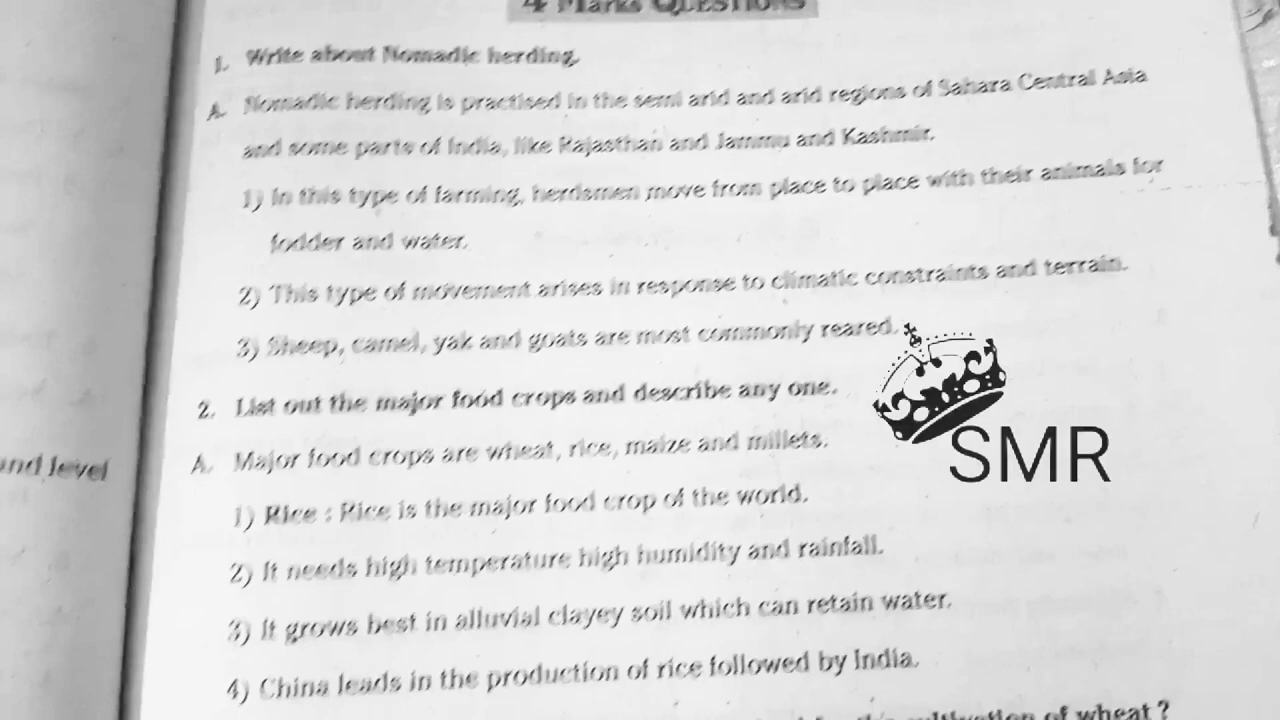 4 Marks QUESTIONS
1. Write about Nomadic herding.
A. Nomadic herding is practised in the semi arid and arid regions of Sahara Central Asia
and some parts of India, like Rajasthan and Jammu and Kashmir.
1) In this type of farming, herdsmen move from place to place with their animals for
fodder and water.
2) This type of movement arises in response to climatic constraints and terrain.
3) Sheep, camel, yak and goats are most commonly reared.
2. List out the major food crops and describe any one.
A. Major food crops are wheat, rice, maize and millets.
and level
SMR
1) Rice : Rice is the major food crop of the world.
2) It needs high temperature high humidity and rainfall.
3) It grows best in alluvial clayey soil which can retain water.
4) China leads in the production of rice followed by India.
cultivation of wheat ?